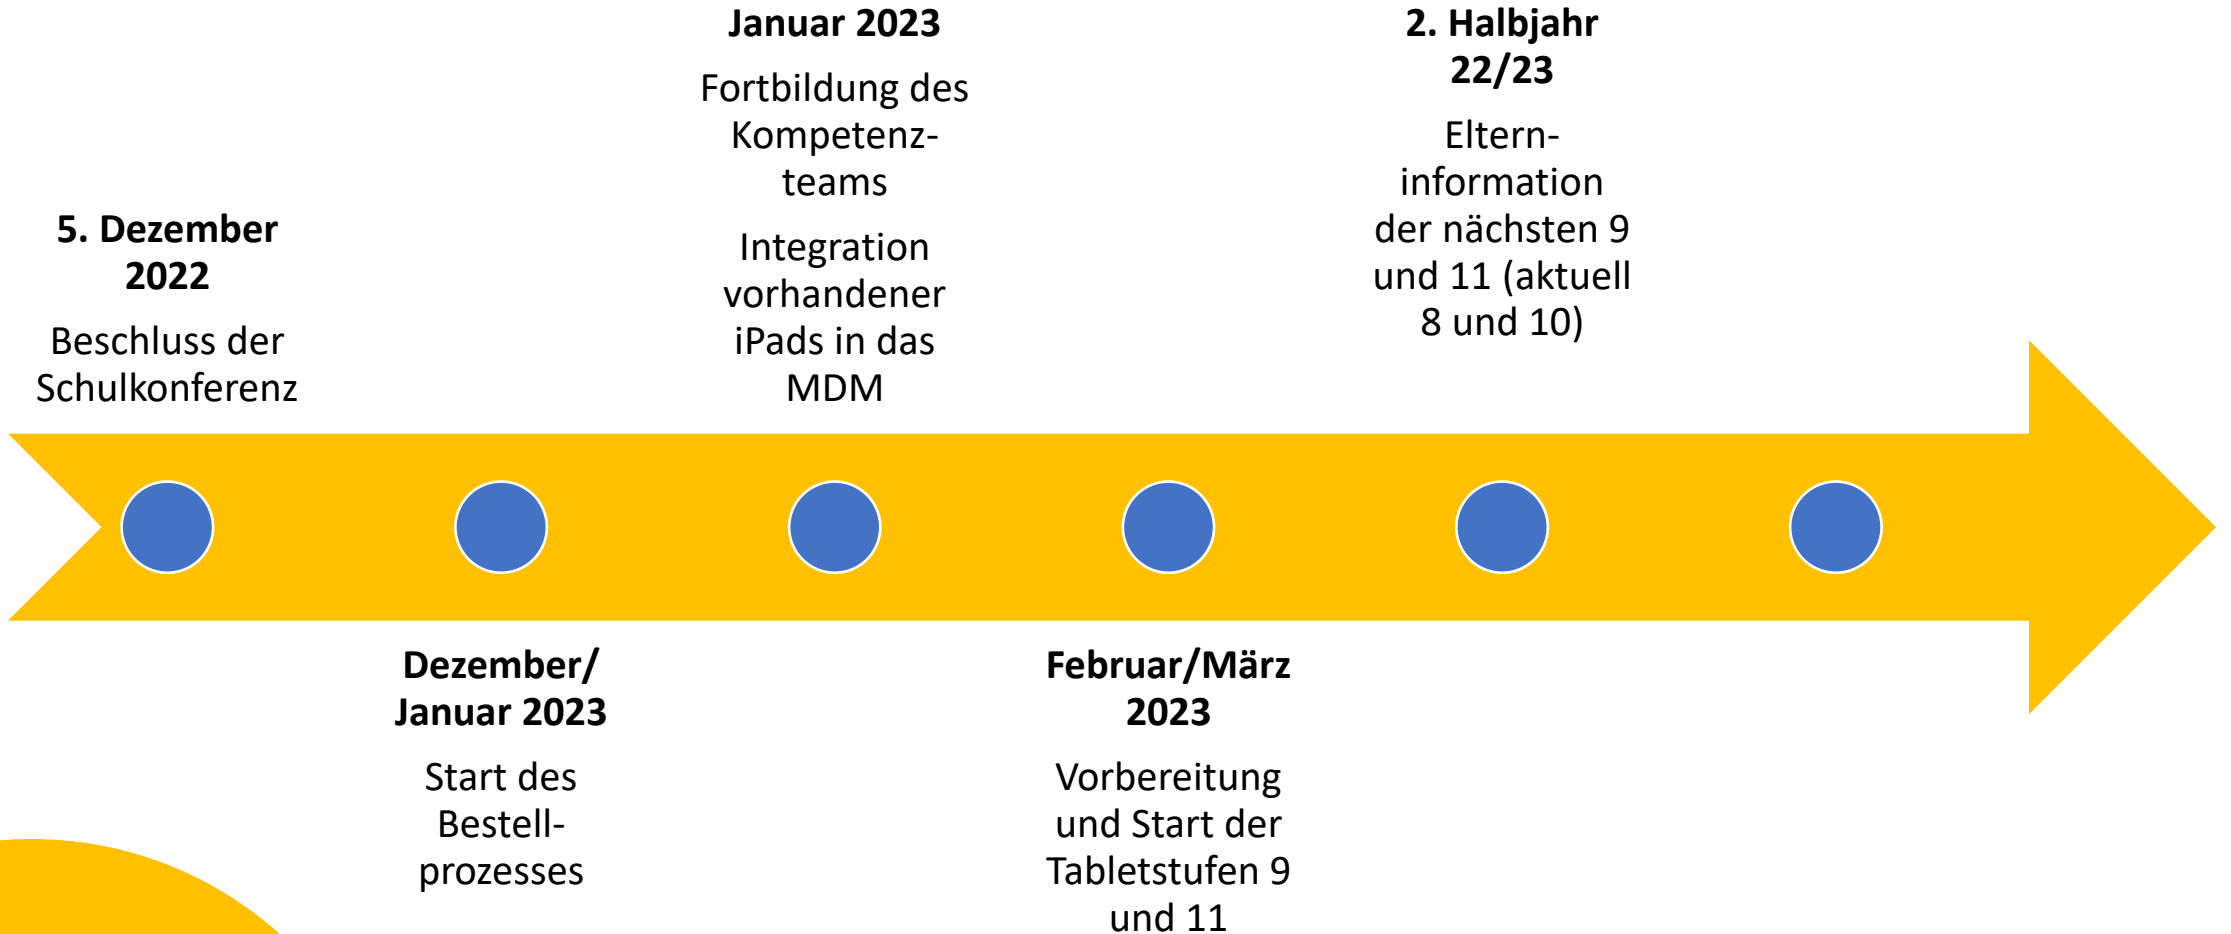 5. Dezember
2022
Beschluss der
Schulkonferenz
Dezember/
Januar 2023
Start des
Bestell-
prozesses
Januar 2023
Fortbildung des
Kompetenz-
teams
Integration
vorhandener
iPads in das
MDM
Februar/März
2023
Vorbereitung
und Start der
Tabletstufen 9
und 11
2. Halbjahr
22/23
Eltern-
information
der nächsten 9
und 11 (aktuell
8 und 10)